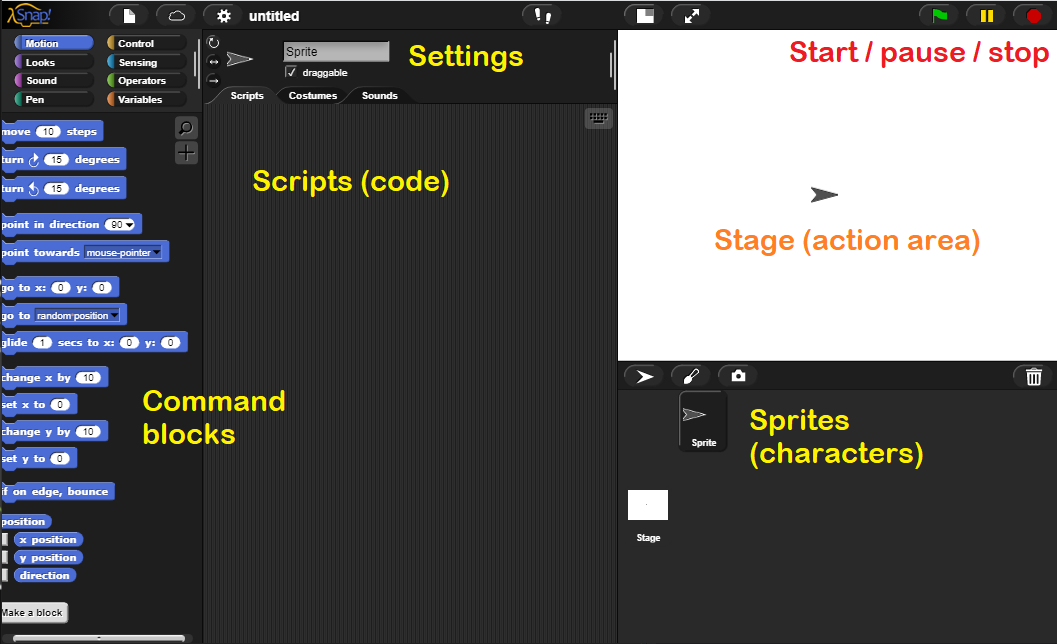 Snap!
untitled
Motion
Control
Looks
Sensing
Sound
Operators
Pen
Variables
move 10 steps
turn 15 degrees
turn 15 degrees
point in direction 90
point towards mouse-pointer
go to x: 0 y: 0
go to random position
glide 1 secs to x: 0 y: 0
change x by 10
set x to 0
change y by 10
set y to 0
if on edge, bounce
position
x position
y position
direction
Make a block
Command
blocks
Sprite
draggable
Settings
Scripts
Costumes
Sounds
Scripts (code)
Start / pause / stop
Stage (action area)
Sprite
Stage
Sprites
(characters)